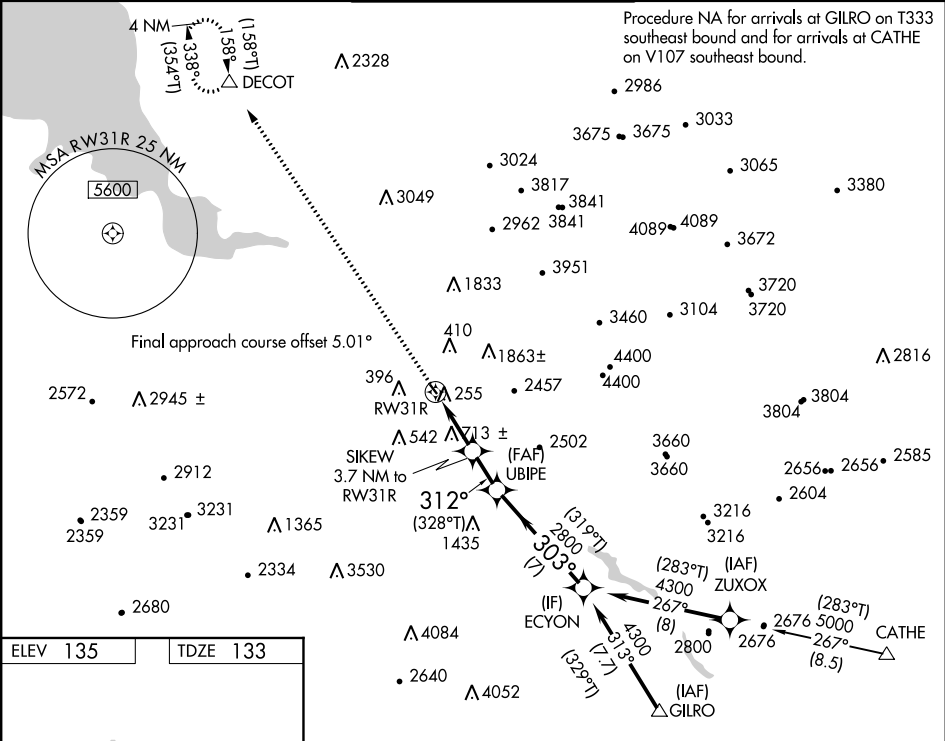 Procedure NA for arrivals at GILRO on T333
southeast bound and for arrivals at CATHE
on V107 southeast bound.
4 NM
338°
(354°T)
158°
(158°T)
DECOT
2328
2986
3675
3675
3033
MSA RW31R 25 NM
5600
3024
3065
3817
3380
3049
3841
3841
2962
4089
4089
3672
3951
1833
3720
3720
3104
3460
Final approach course offset 5.01°
410
1863±
4400
4400
2816
396
RW31R
255
2457
2572
2945 ±
3804
3804
542
713 ±
2502
SIKEW
3.7 NM to
RW31R
(FAF)
UBIPE
3660
3660
2585
2656
2656
2912
2604
312°
(328°T)
1435
2359
2359
3231
3231
1365
3216
3216
(319°T)
2800
303°
(7)
2334
3530
(283°T)
4300
267°
(8)
(IAF)
ZUXOX
(IF)
ECYON
2680
2676
2676
2800
(283°T)
5000
267°
(8.5)
CATHE
4084
4300
313°
(7.7)
(329°T)
ELEV 135
TDZE 133
2640
4052
(IAF)
GILRO